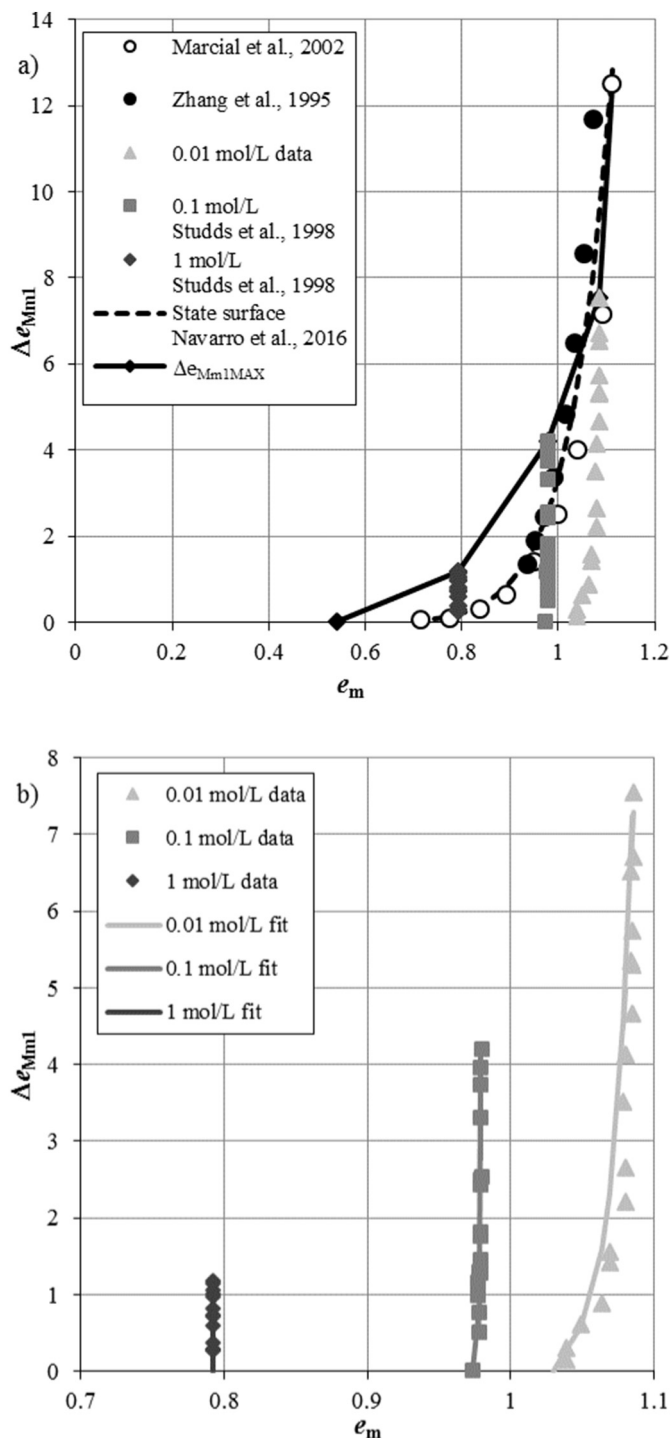 14
12
10
8
6
4
2
0
a)
Marcial et al., 2002
Zhang et al., 1995
0.01 mol/L data
0.1 mol/L
Studds et al., 1998
1 mol/L
Studds et al., 1998
State surface
Navarro et al., 2016
ΔeMm1MAX
ΔeMm1
0 0.2 0.4 0.6 0.8 1 1.2
em
8
7
6
5
4
3
2
1
0
b)
0.01 mol/L data
0.1 mol/L data
1 mol/L data
0.01 mol/L fit
0.1 mol/L fit
1 mol/L fit
ΔeMm1
0.7 0.8 0.9 1 1.1
em